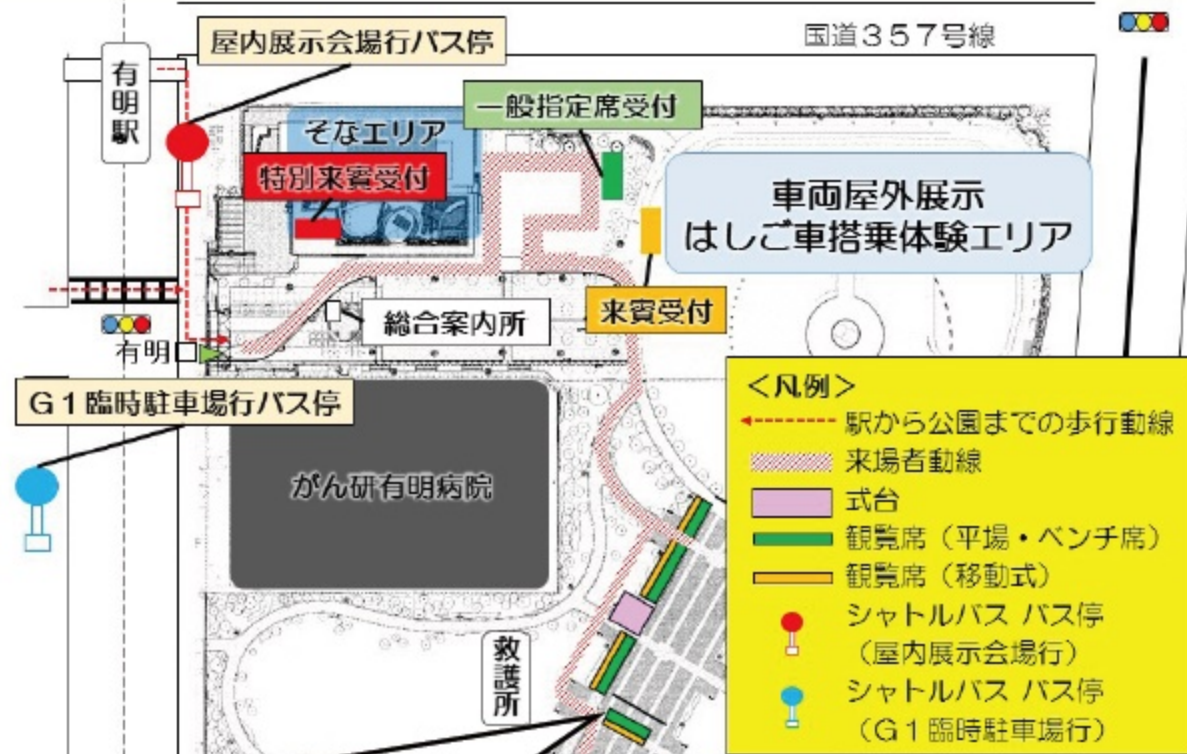 国道３５７号線
屋内展示会場行バス停
有明駅
一般指定席受付
そなエリア
特別来賓受付
車両屋外展示
はしご車搭乗体験エリア
来賓受付
総合案内所
有明
G１臨時駐車場行バス停
がん研有明病院
救護所
＜凡例＞
駅から公園までの歩行動線
来場者動線
式台
観覧席（平場・ベンチ席）
観覧席（移動式）
シャトルバス バス停
（屋内展示会場行）
シャトルバス バス停
（G１臨時駐車場行）